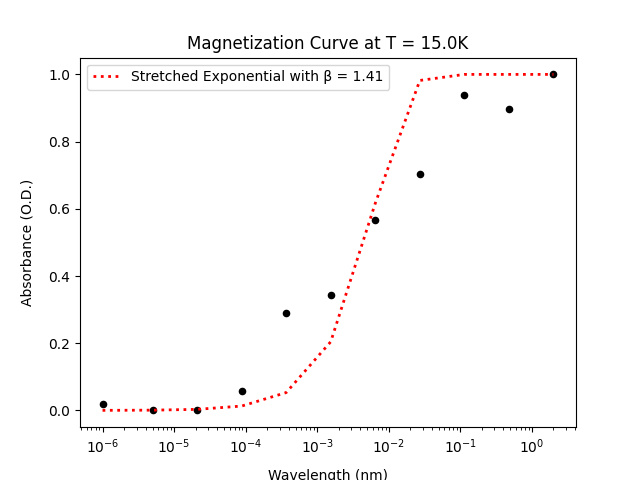 Magnetization Curve at T = 15.0K
Stretched Exponential with β = 1.41
Absorbance (O.D.)
1.0
0.8
0.6
0.4
0.2
0.0
10⁻⁶ 10⁻⁵ 10⁻⁴ 10⁻³ 10⁻² 10⁻¹ 10⁰
Wavelength (nm)